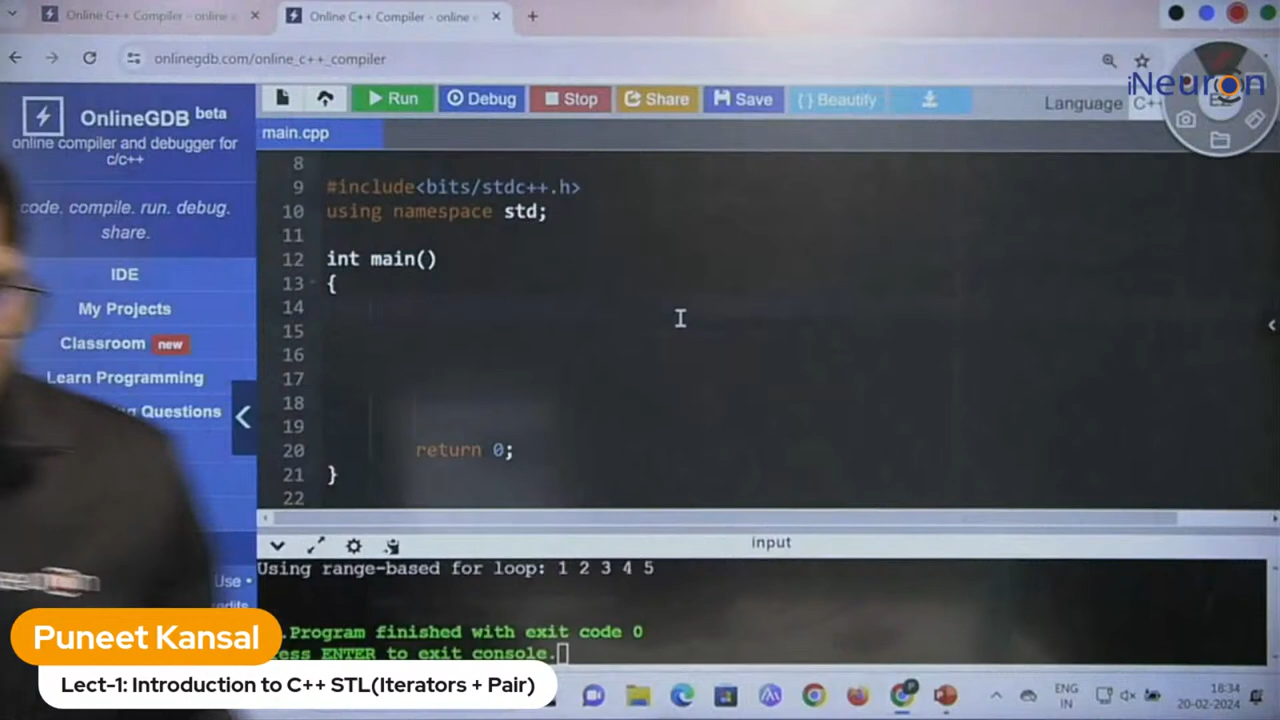 Online C++ Compiler - online e
Online C++ Compiler - online e
onlinegdb.com/online_c++_compiler
iNeuron
OnlineGDB beta
online compiler and debugger for
c/c++
code. compile. run. debug.
share.
IDE
My Projects
Classroom new
Learn Programming
Questions
Use •
Run
Debug
Stop
Share
Save
{ } Beautify
Language C++
main.cpp
8
9 #include<bits/stdc++.h>
10 using namespace std;
11
12 int main()
13 {
14
15
16
17
18
19
20 return 0;
21 }
22
input
Using range-based for loop: 1 2 3 4 5
.Program finished with exit code 0
ess ENTER to exit console.
Puneet Kansal
Lect-1: Introduction to C++ STL(Iterators + Pair)
ENG
IN
18:34
20-02-2024